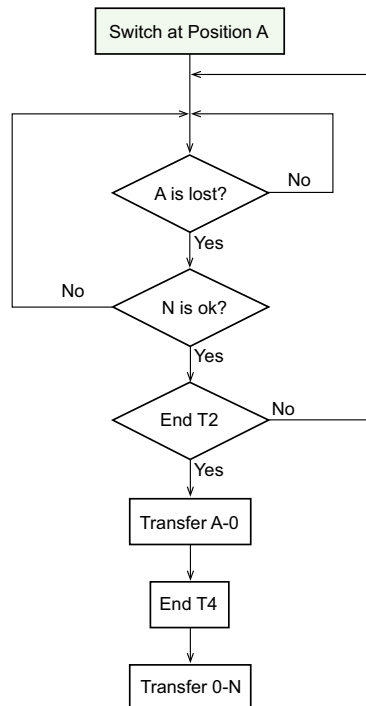 Switch at Position A
A is lost?
No
Yes
No
N is ok?
Yes
End T2
No
Yes
Transfer A-0
End T4
Transfer 0-N